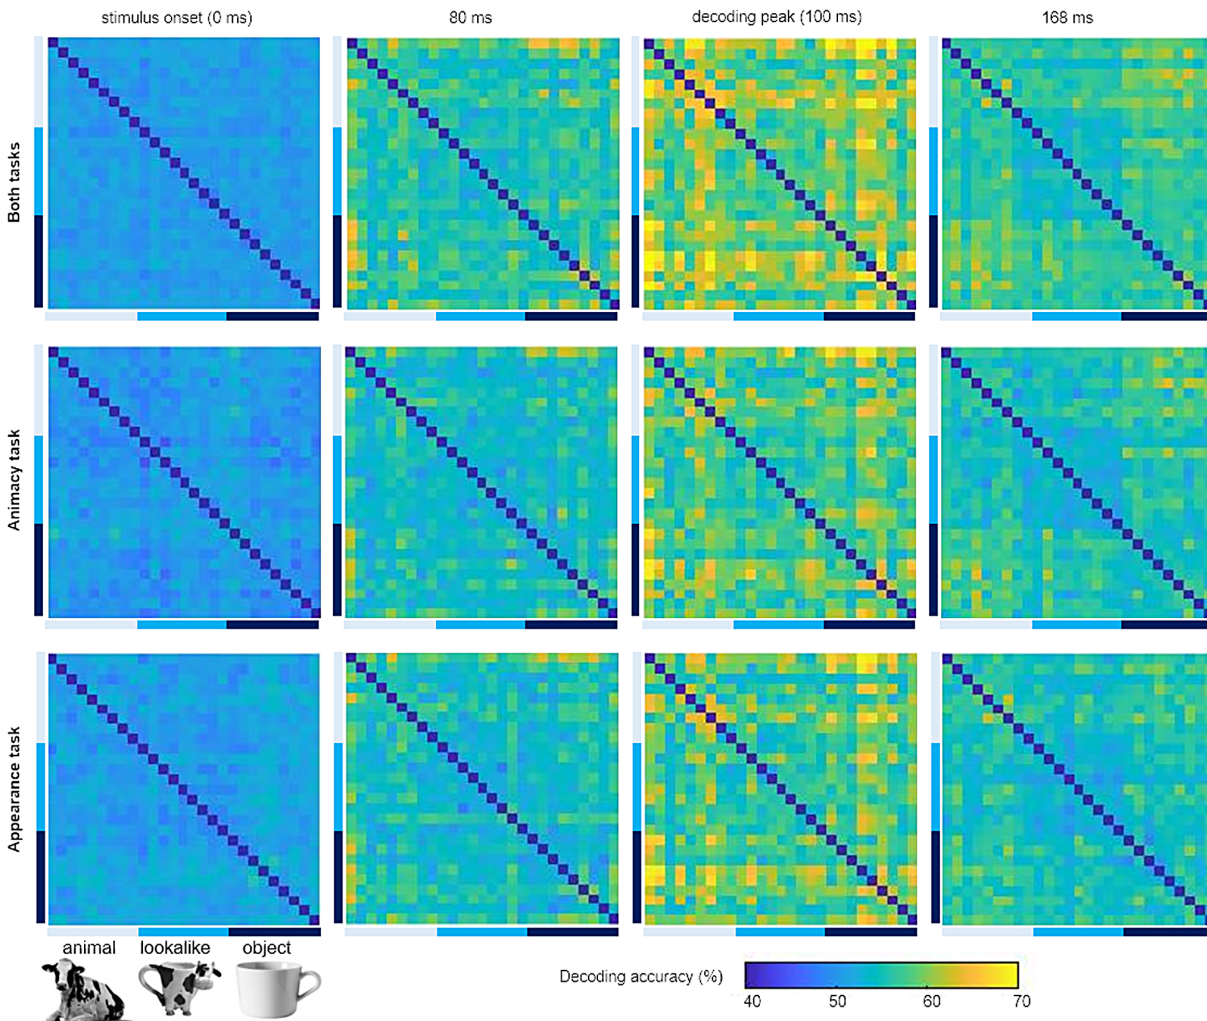 stimulus onset (0 ms) 80 ms decoding peak (100 ms) 168 ms
Both tasks
Animacy task
Appearance task
animal lookalike object
Decoding accuracy (%)
40 50 60 70